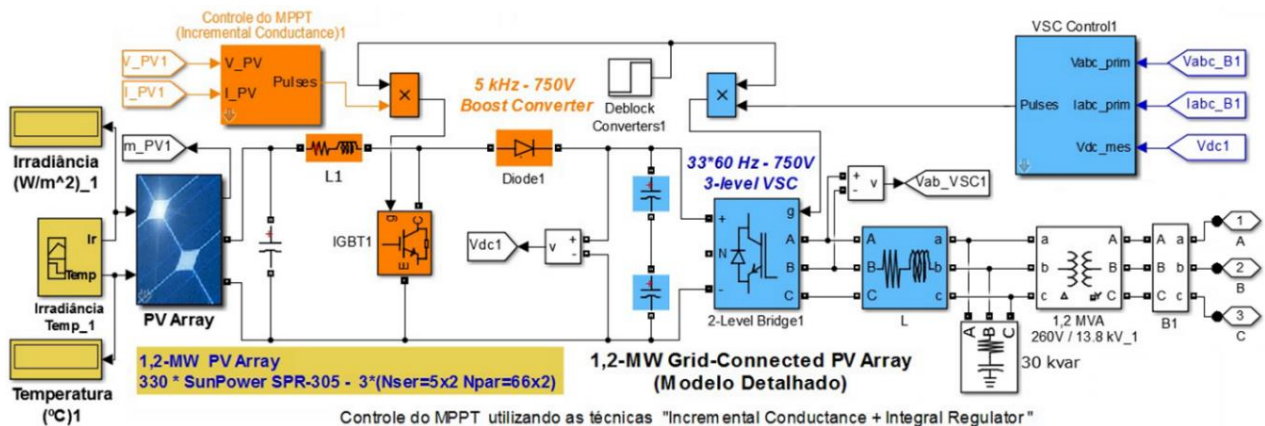 Controle do MPPT
(Incremental Conductance)1
V_PV1
I_PV1
V_PV
I_PV
Pulses
5 kHz - 750V
Boost Converter
Deblock
Converters1
VSC Control1
Vabc_prim
Iabc_prim
Vdc_mes
Pulses
Vabc_B1
Iabc_B1
Vdc1
Irradiância
(W/m^2)_1
m_PV1
L1
Diode1
33*60 Hz - 750V
3-level VSC
+
-
v
Vab_VSC1
Ir
Temp
Irradiância
Temp_1
PV Array
g
C
E
IGBT1
Vdc1
v
+
-
+
N
-
g
A
B
C
2-Level Bridge1
A
B
C
a
b
c
L
A
B
C
30 kvar
a
b
c
A
B
C
1,2 MVA
260V / 13.8 kV_1
A
B
C
a
b
c
B1
1
A
2
B
3
C
Temperatura
(ºC)1
1,2-MW PV Array
330 * SunPower SPR-305 - 3*(Nser=5x2 Npar=66x2)
1,2-MW Grid-Connected PV Array
(Modelo Detalhado)
Controle do MPPT utilizando as técnicas "Incremental Conductance + Integral Regulator "